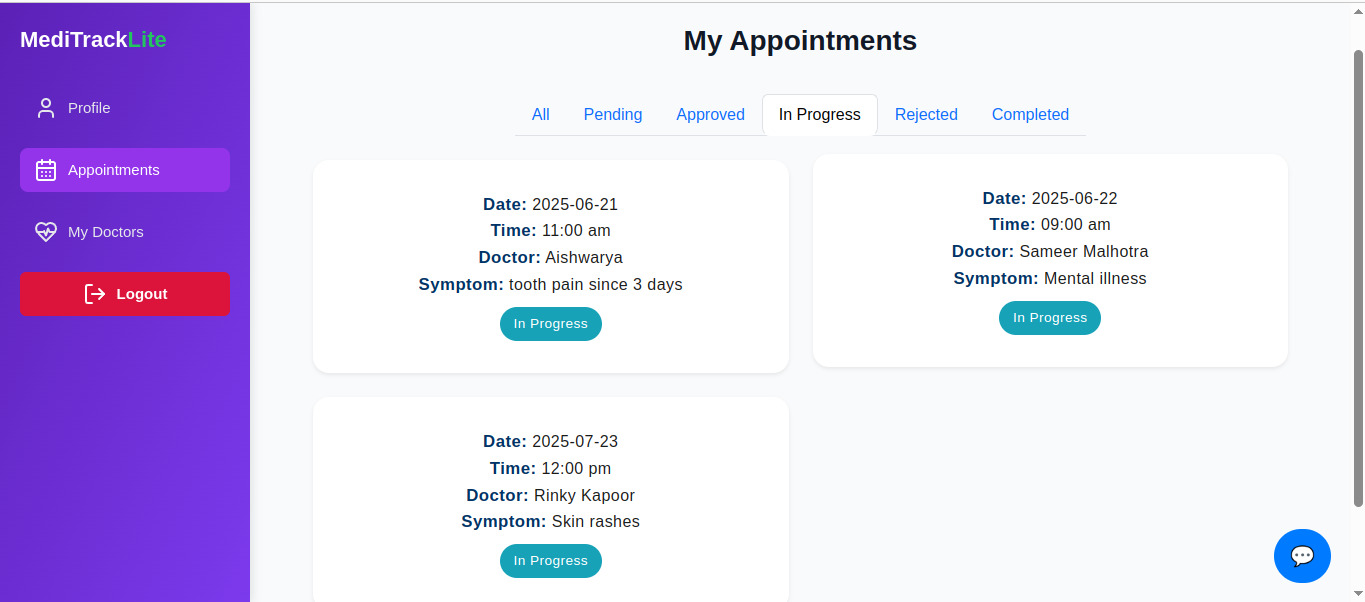 MediTrackLite
Profile
Appointments
My Doctors
Logout
My Appointments
All Pending Approved In Progress Rejected Completed
Date: 2025-06-21
Time: 11:00 am
Doctor: Aishwarya
Symptom: tooth pain since 3 days
In Progress
Date: 2025-06-22
Time: 09:00 am
Doctor: Sameer Malhotra
Symptom: Mental illness
In Progress
Date: 2025-07-23
Time: 12:00 pm
Doctor: Rinky Kapoor
Symptom: Skin rashes
In Progress